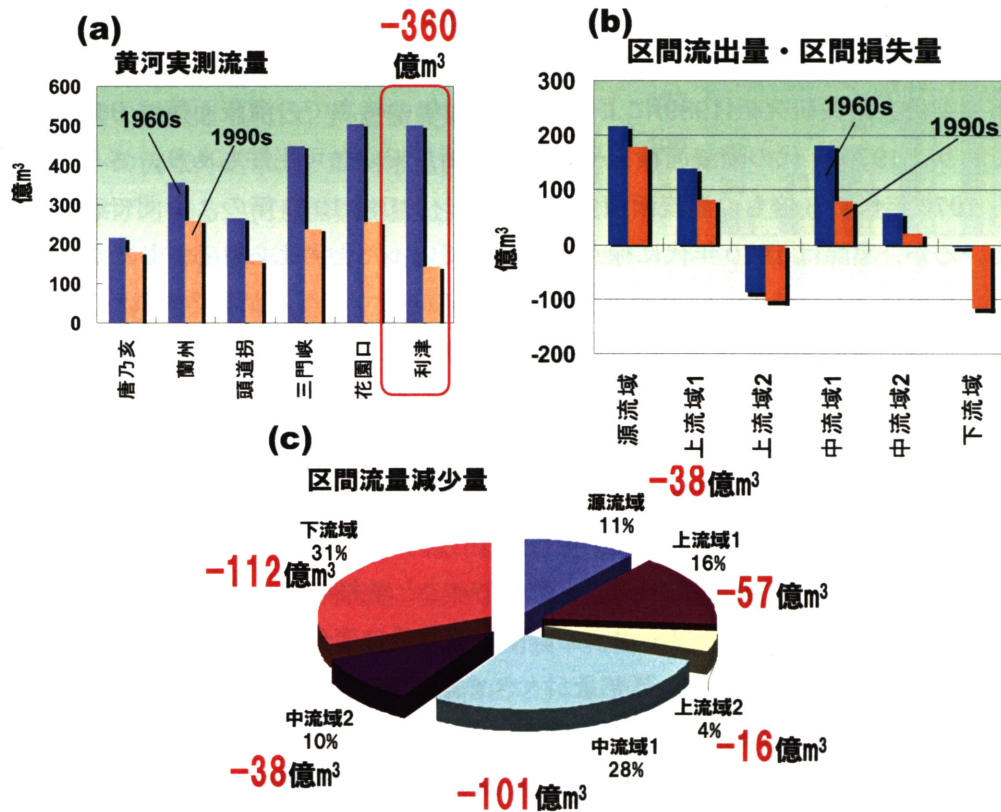 (a)
-360
億m³
黄河実測流量
600
500
400
300
200
100
0
億m³
1960s
1990s
唐乃亥
蘭州
頭道拐
三門峡
花園口
利津
(b)
区間流出量・区間損失量
300
200
100
0
-100
-200
億m³
1960s
1990s
源流域
上流域1
上流域2
中流域1
中流域2
下流域
(c)
区間流量減少量
-38億m³
源流域
11%
上流域1
16%
-57億m³
上流域2
4%
-16億m³
中流域1
28%
-101億m³
中流域2
10%
-38億m³
下流域
31%
-112億m³